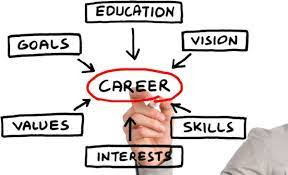 EDUCATION
GOALS
VISION
CAREER
VALUES
SKILLS
INTERESTS